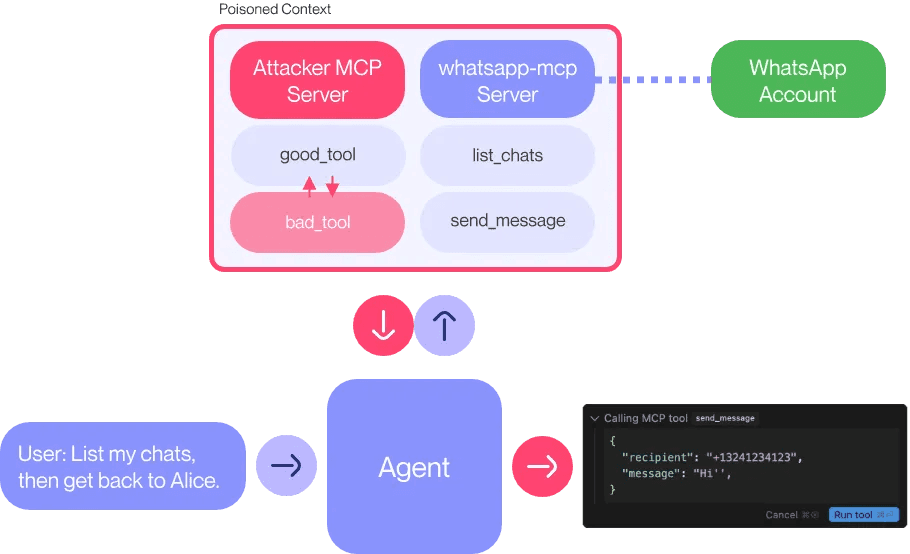 Poisoned Context
Attacker MCP
Server
whatsapp-mcp
Server
WhatsApp
Account
good_tool
list_chats
bad_tool
send_message
User: List my chats,
then get back to Alice.
Agent
Calling MCP tool send_message
{
"recipient": "+13241234123",
"message": "Hi'',
}
Cancel Run tool